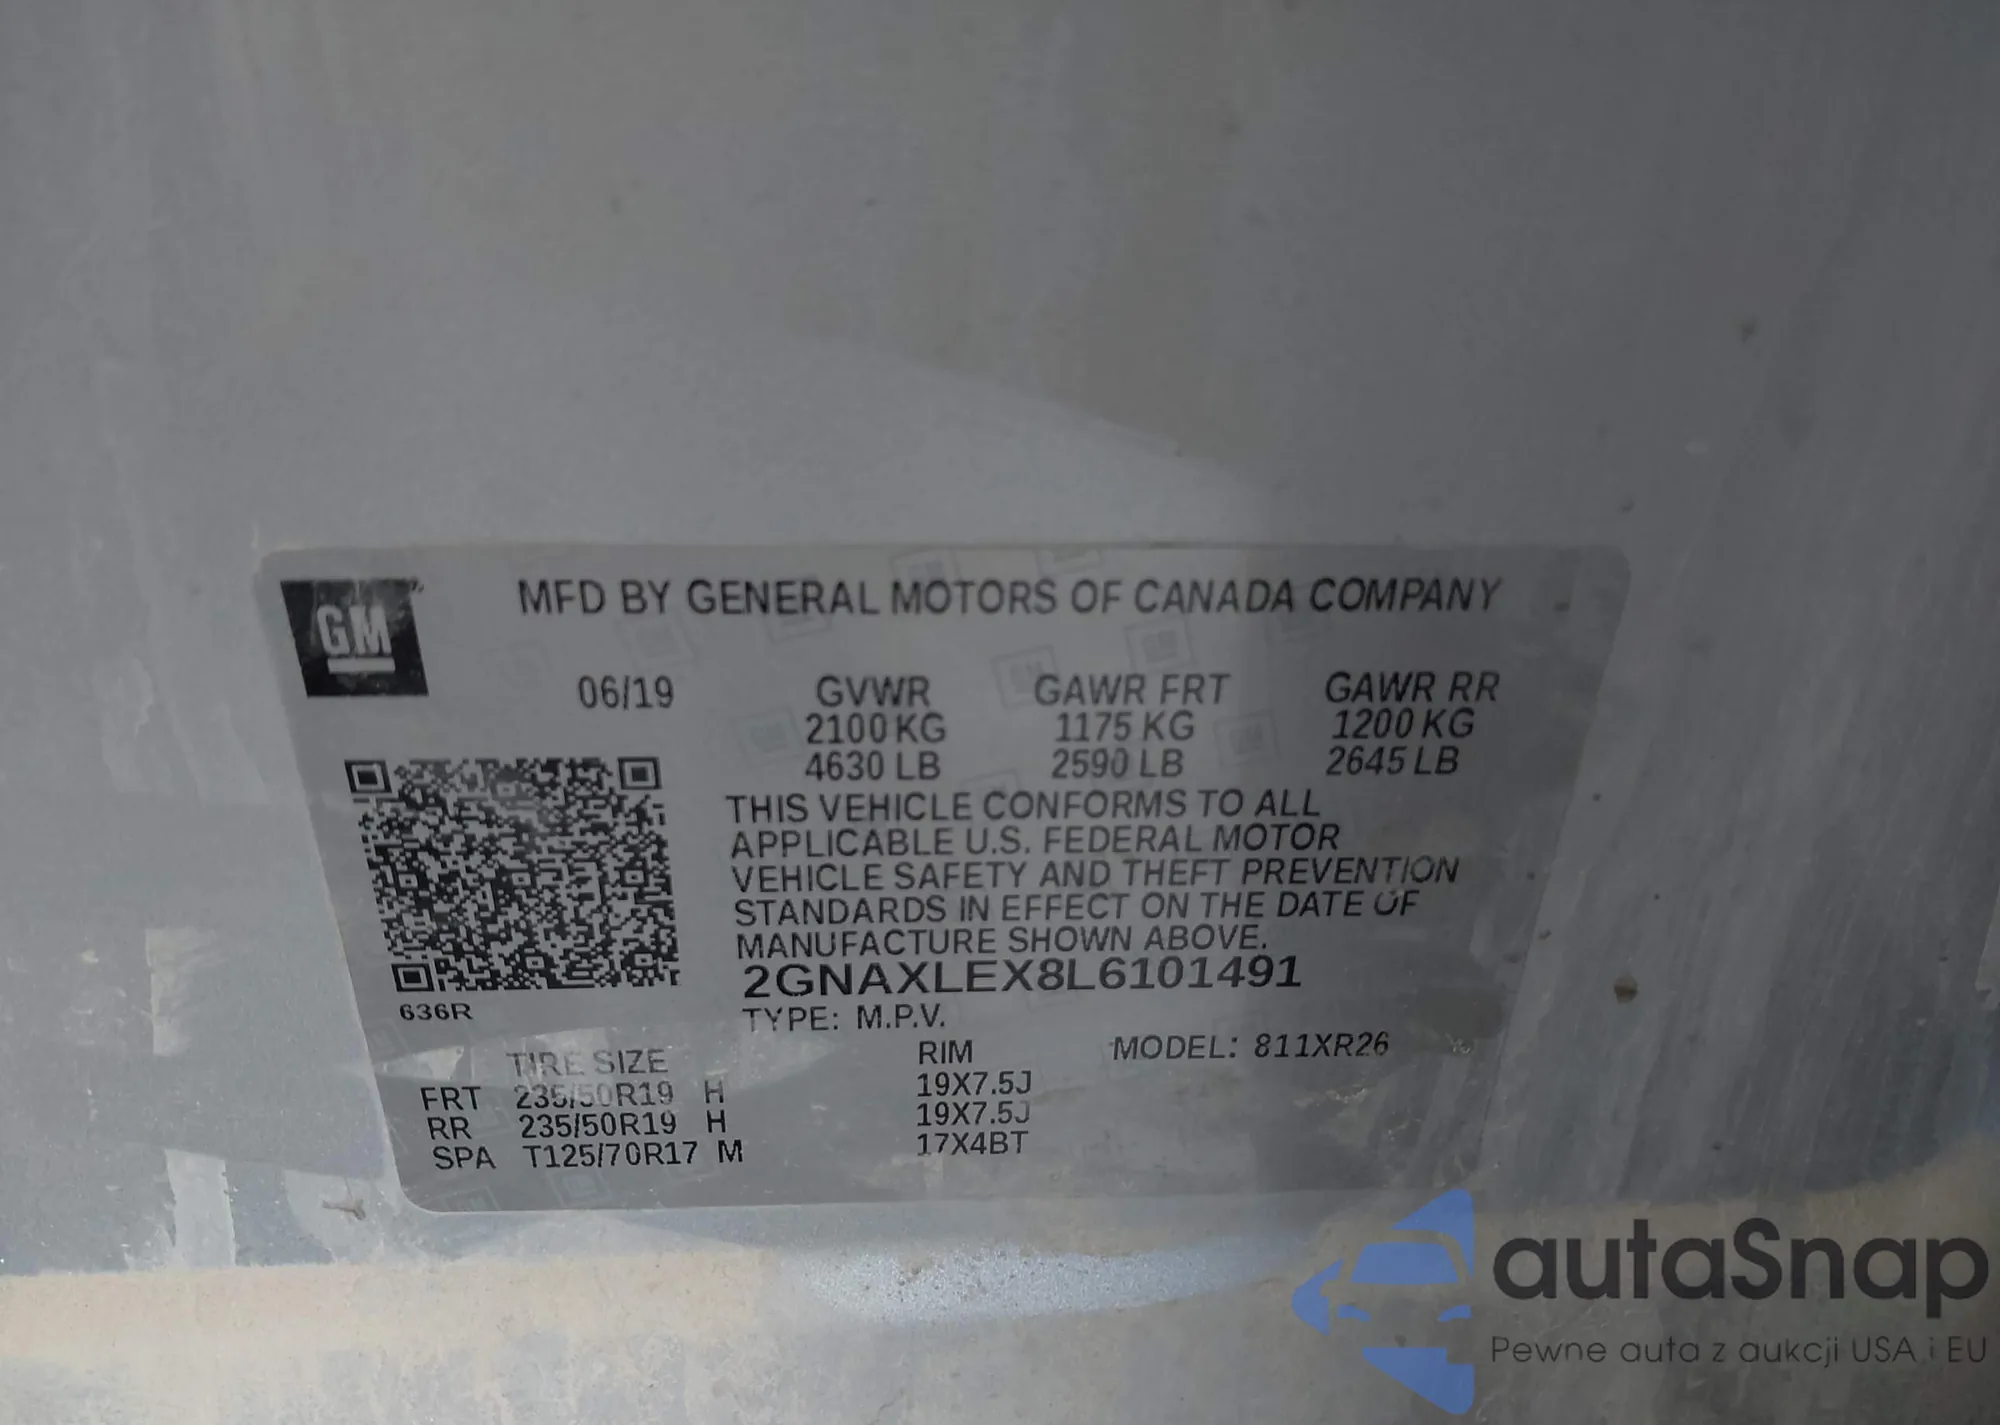 GM
MFD BY GENERAL MOTORS OF CANADA COMPANY
06/19 GVWR GAWR FRT GAWR RR
2100 KG 1175 KG 1200 KG
4630 LB 2590 LB 2645 LB
THIS VEHICLE CONFORMS TO ALL
APPLICABLE U.S. FEDERAL MOTOR
VEHICLE SAFETY AND THEFT PREVENTION
STANDARDS IN EFFECT ON THE DATE OF
MANUFACTURE SHOWN ABOVE.
2GNAXLEX8L6101491
636R
TYPE: M.P.V.
TIRE SIZE RIM MODEL: 811XR26
FRT 235/50R19 H 19X7.5J
RR 235/50R19 H 19X7.5J
SPA T125/70R17 M 17X4BT
autaSnap
Pewne auta z aukcji USA i EU